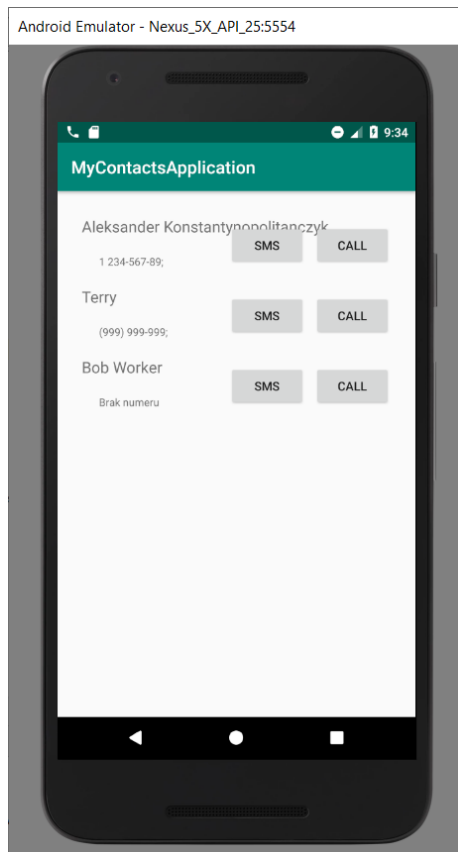 Android Emulator - Nexus_5X_API_25:5554
9:34
MyContactsApplication
Aleksander Konstantynopolitanczyk
SMS CALL
1 234-567-89;
Terry
SMS CALL
(999) 999-999;
Bob Worker
SMS CALL
Brak numeru